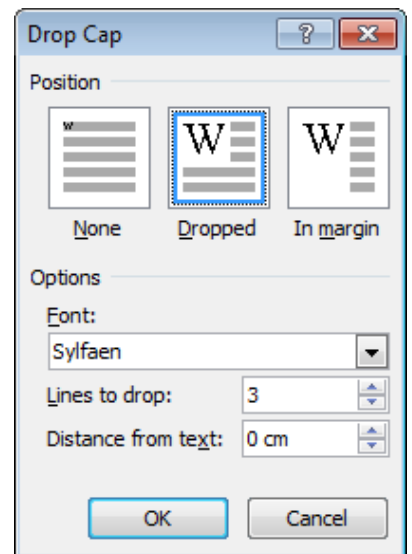 Drop Cap
Position
W W W
None Dropped In margin
Options
Font:
Sylfaen
Lines to drop: 3
Distance from text: 0 cm
OK Cancel